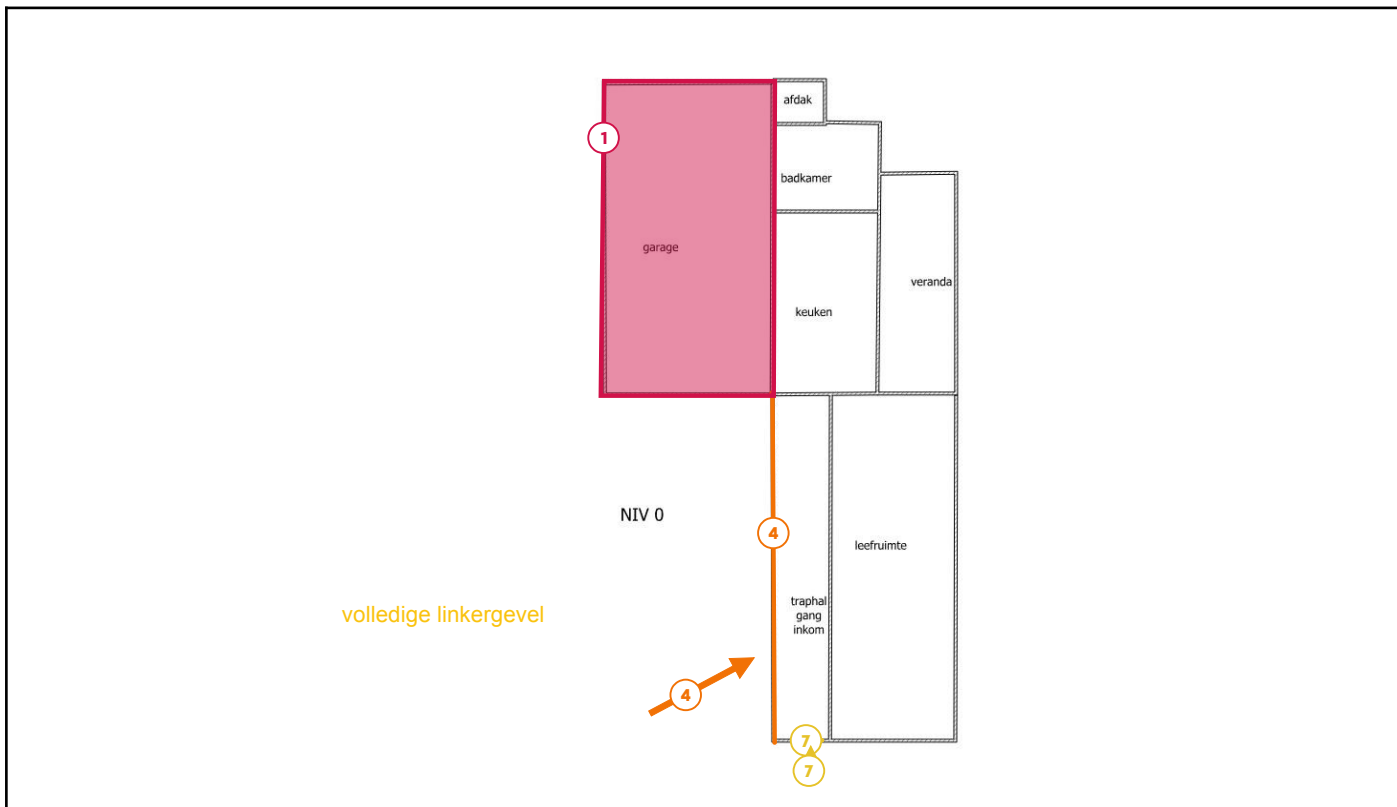 afdak
1
badkamer
garage
veranda
keuken
NIV 0
4
leefruimte
traphal
gang
inkom
volledige linkergevel
4
7
7